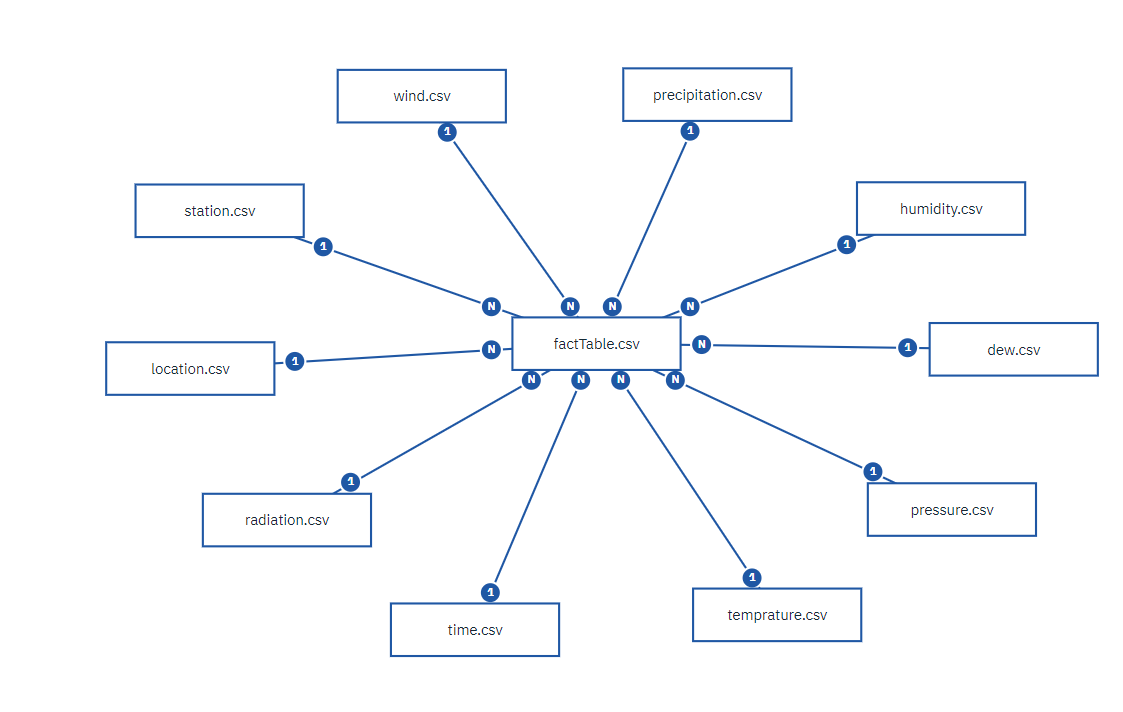 wind.csv
precipitation.csv
1
1
station.csv
humidity.csv
1
1
N
N
N
N
factTable.csv
location.csv
1
N
N
1
dew.csv
N
N
N
N
radiation.csv
1
1
pressure.csv
time.csv
1
1
temprature.csv